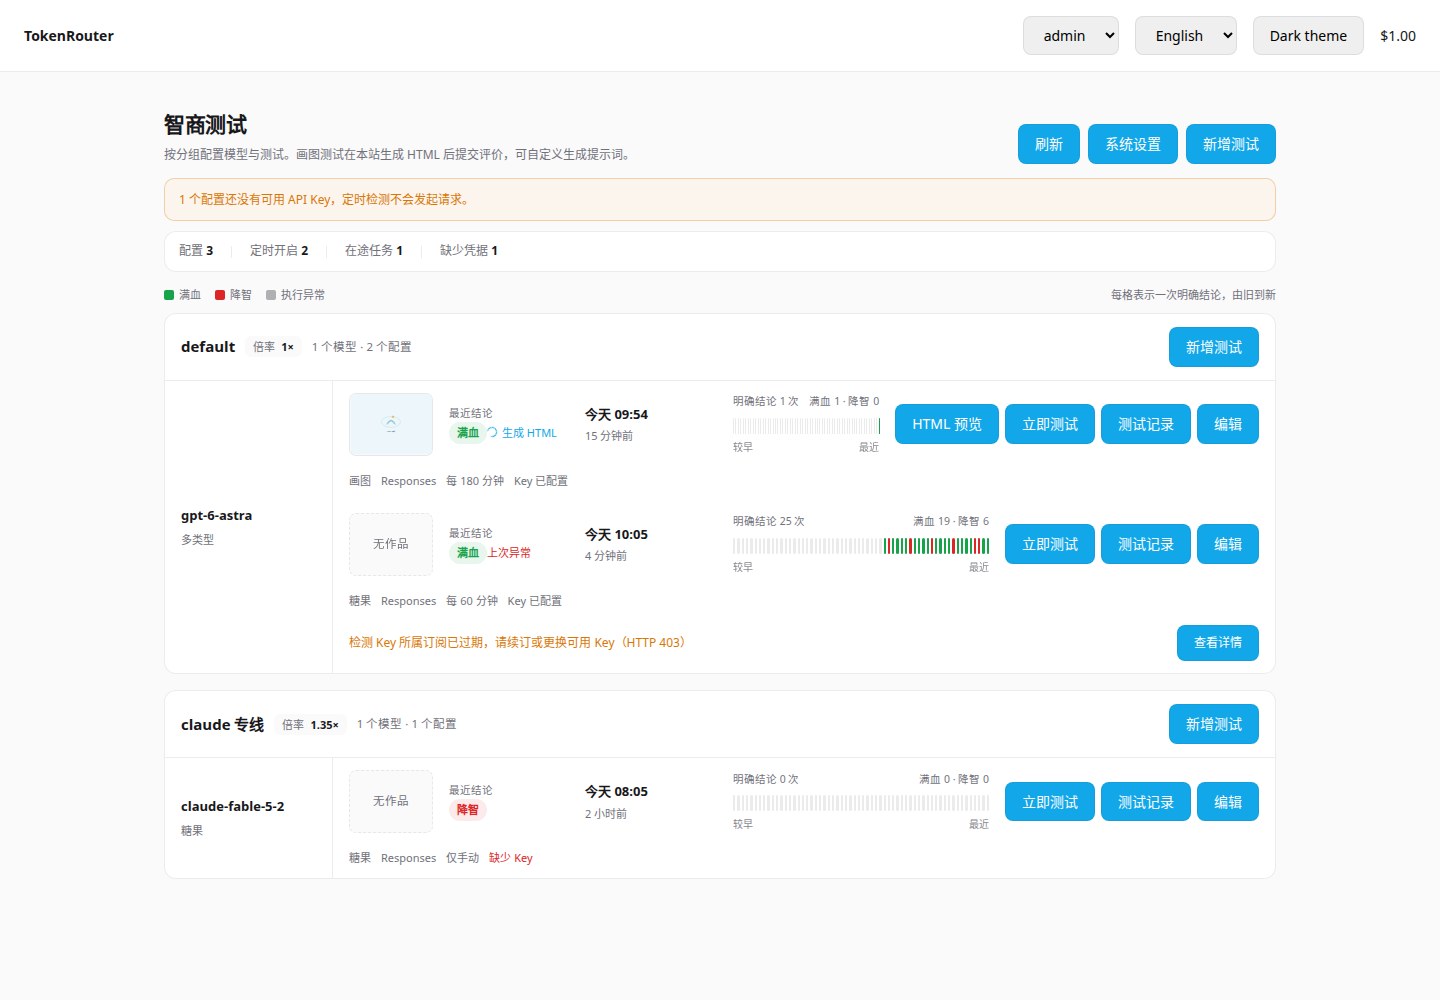 TokenRouter
admin
English
Dark theme
$1.00
智商测试
按分组配置模型与测试。画图测试在本站生成 HTML 后提交评价，可自定义生成提示词。
刷新
系统设置
新增测试
1 个配置还没有可用 API Key，定时检测不会发起请求。
配置 3
定时开启 2
在途任务 1
缺少凭据 1
满血
降智
执行异常
每格表示一次明确结论，由旧到新
default
倍率 1×
1 个模型 · 2 个配置
新增测试
gpt-6-astra
多类型
最近结论
满血
生成 HTML
今天 09:54
15 分钟前
明确结论 1 次
满血 1 · 降智 0
较早
最近
HTML 预览
立即测试
测试记录
编辑
画图 Responses 每 180 分钟 Key 已配置
无作品
最近结论
满血
上次异常
今天 10:05
4 分钟前
明确结论 25 次
满血 19 · 降智 6
较早
最近
立即测试
测试记录
编辑
糖果 Responses 每 60 分钟 Key 已配置
检测 Key 所属订阅已过期，请续订或更换可用 Key（HTTP 403）
查看详情
claude 专线
倍率 1.35×
1 个模型 · 1 个配置
新增测试
claude-fable-5-2
糖果
无作品
最近结论
降智
今天 08:05
2 小时前
明确结论 0 次
满血 0 · 降智 0
较早
最近
立即测试
测试记录
编辑
糖果 Responses 仅手动 缺少 Key